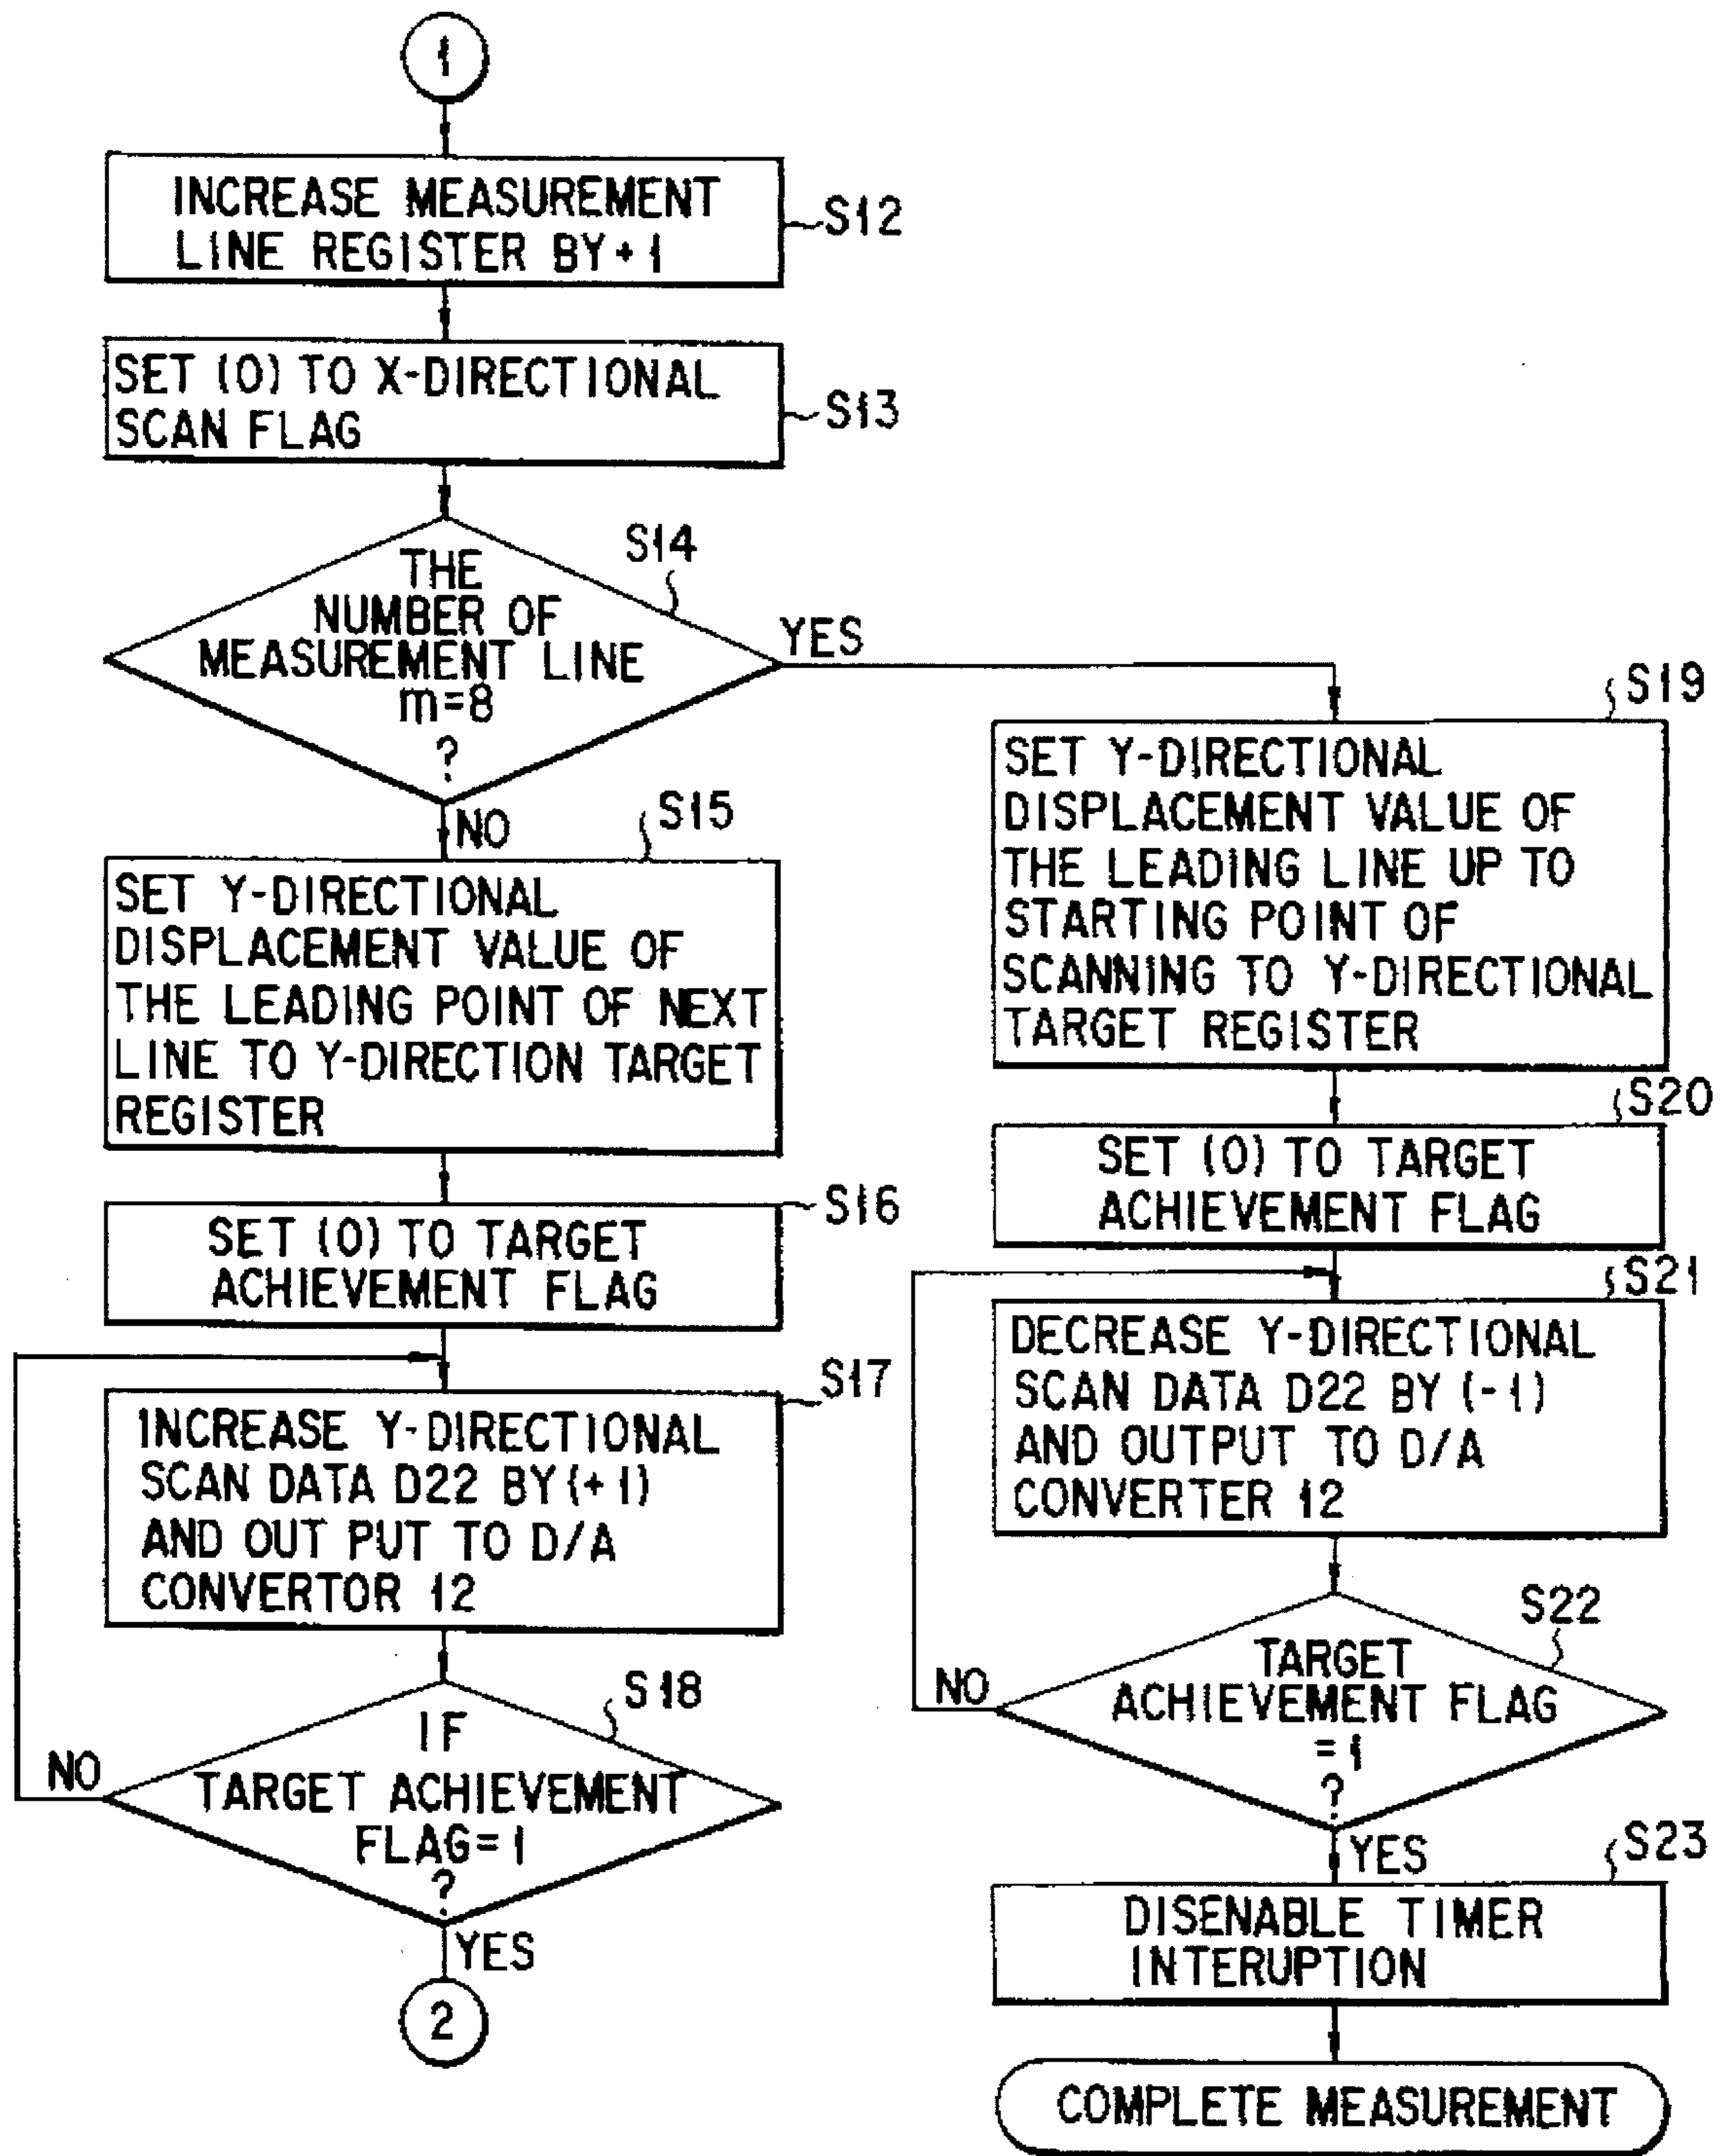 1
INCREASE MEASUREMENT
LINE REGISTER BY + 1
S12
SET (0) TO X-DIRECTIONAL
SCAN FLAG
S13
S14
THE
NUMBER OF
MEASUREMENT LINE
m=8
?
YES
NO
S15
SET Y-DIRECTIONAL
DISPLACEMENT VALUE OF
THE LEADING POINT OF NEXT
LINE TO Y-DIRECTION TARGET
REGISTER
S16
SET (0) TO TARGET
ACHIEVEMENT FLAG
S17
INCREASE Y-DIRECTIONAL
SCAN DATA D22 BY (+1)
AND OUT PUT TO D/A
CONVERTOR 12
S18
IF
TARGET ACHIEVEMENT
FLAG=1
?
NO
YES
2
S19
SET Y-DIRECTIONAL
DISPLACEMENT VALUE OF
THE LEADING LINE UP TO
STARTING POINT OF
SCANNING TO Y-DIRECTIONAL
TARGET REGISTER
S20
SET (0) TO TARGET
ACHIEVEMENT FLAG
S21
DECREASE Y-DIRECTIONAL
SCAN DATA D22 BY (-1)
AND OUTPUT TO D/A
CONVERTER 12
S22
TARGET
ACHIEVEMENT FLAG
=1
?
NO
YES
S23
DISENABLE TIMER
INTERUPTION
COMPLETE MEASUREMENT